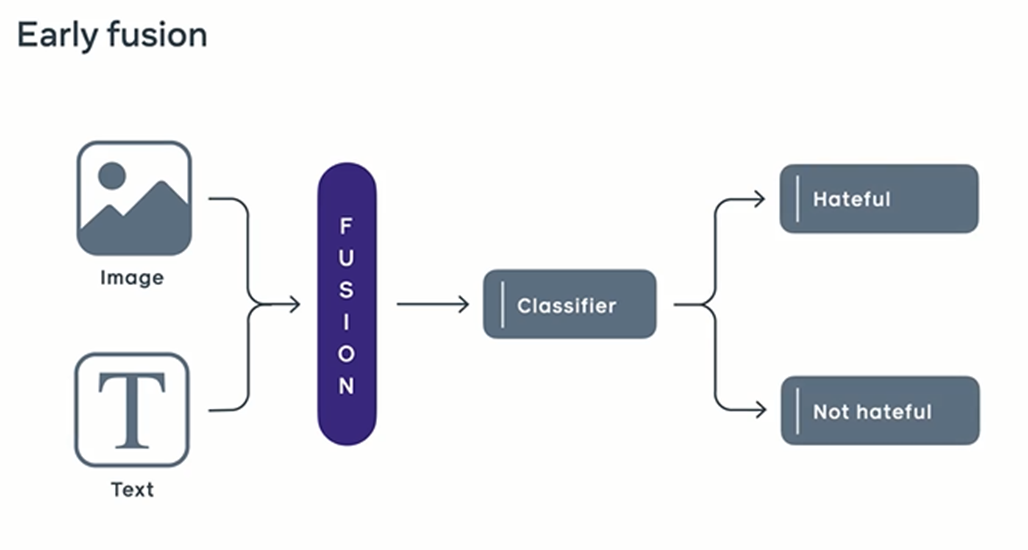 Early fusion
Image
Text
FUSION
Classifier
Hateful
Not hateful